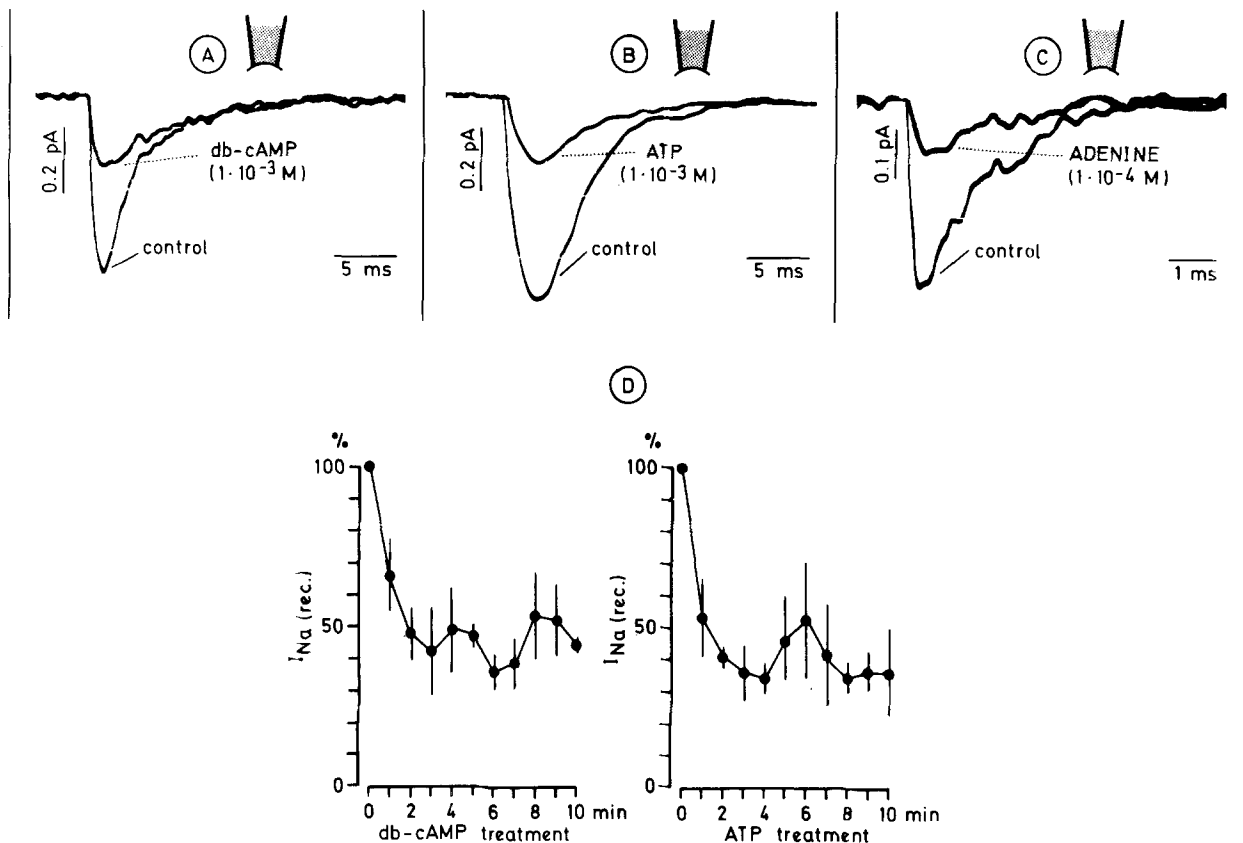 A
0.2 pA
db-cAMP
(1·10⁻³ M)
control
5 ms
B
0.2 pA
ATP
(1·10⁻³ M)
control
5 ms
C
0.1 pA
ADENINE
(1·10⁻⁴ M)
control
1 ms
D
%
100
50
0
INa (rec.)
0 2 4 6 8 10 min
db-cAMP treatment
%
100
50
0
INa (rec.)
0 2 4 6 8 10 min
ATP treatment